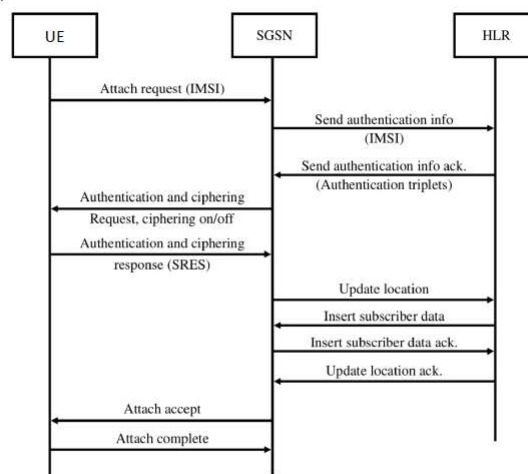 UE
SGSN
HLR
Attach request (IMSI)
Send authentication info
(IMSI)
Send authentication info ack.
(Authentication triplets)
Authentication and ciphering
Request, ciphering on/off
Authentication and ciphering
response (SRES)
Update location
Insert subscriber data
Insert subscriber data ack.
Update location ack.
Attach accept
Attach complete